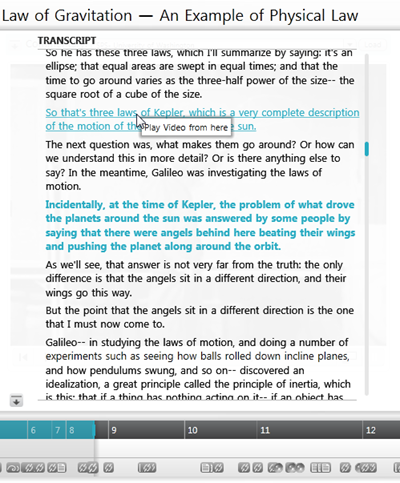 Law of Gravitation — An Example of Physical Law
TRANSCRIPT
So he has these three laws, which I'll summarize by saying: it's an
ellipse; that equal areas are swept in equal times; and that the
time to go around varies as the three-half power of the size-- the
square root of a cube of the size.
So that's three laws of Kepler, which is a very complete description
of the motion of th e sun.
Play Video from here
The next question was, what makes them go around? Or how can
we understand this in more detail? Or is there anything else to
say? In the meantime, Galileo was investigating the laws of
motion.
Incidentally, at the time of Kepler, the problem of what drove
the planets around the sun was answered by some people by
saying that there were angels behind here beating their wings
and pushing the planet along around the orbit.
As we'll see, that answer is not very far from the truth: the only
difference is that the angels sit in a different direction, and their
wings go this way.
But the point that the angels sit in a different direction is the one
that I must now come to.
Galileo-- in studying the laws of motion, and doing a number of
experiments such as seeing how balls rolled down incline planes,
and how pendulums swung, and so on-- discovered an
idealization, a great principle called the principle of inertia, which
is this: that if a thing has nothing acting on it-- if an object has
6 7 8 9 10 11 12